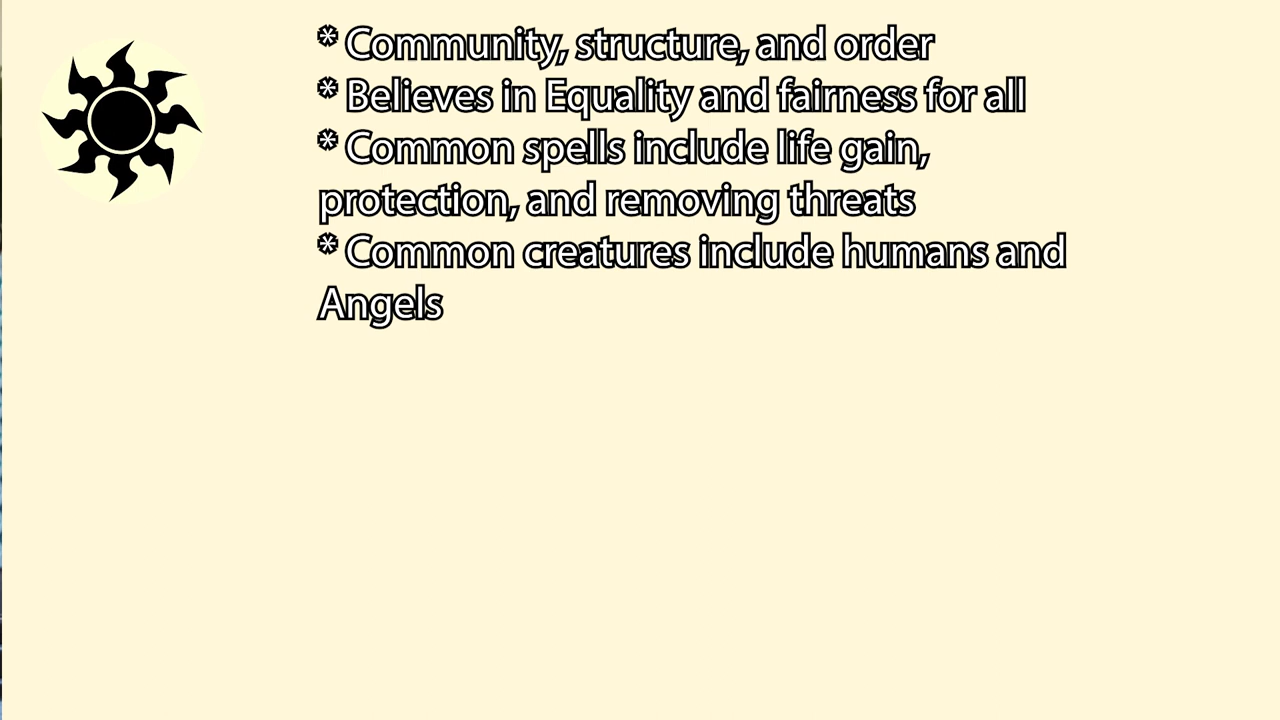 * Community, structure, and order
* Believes in Equality and fairness for all
* Common spells include life gain,
protection, and removing threats
* Common creatures include humans and
Angels